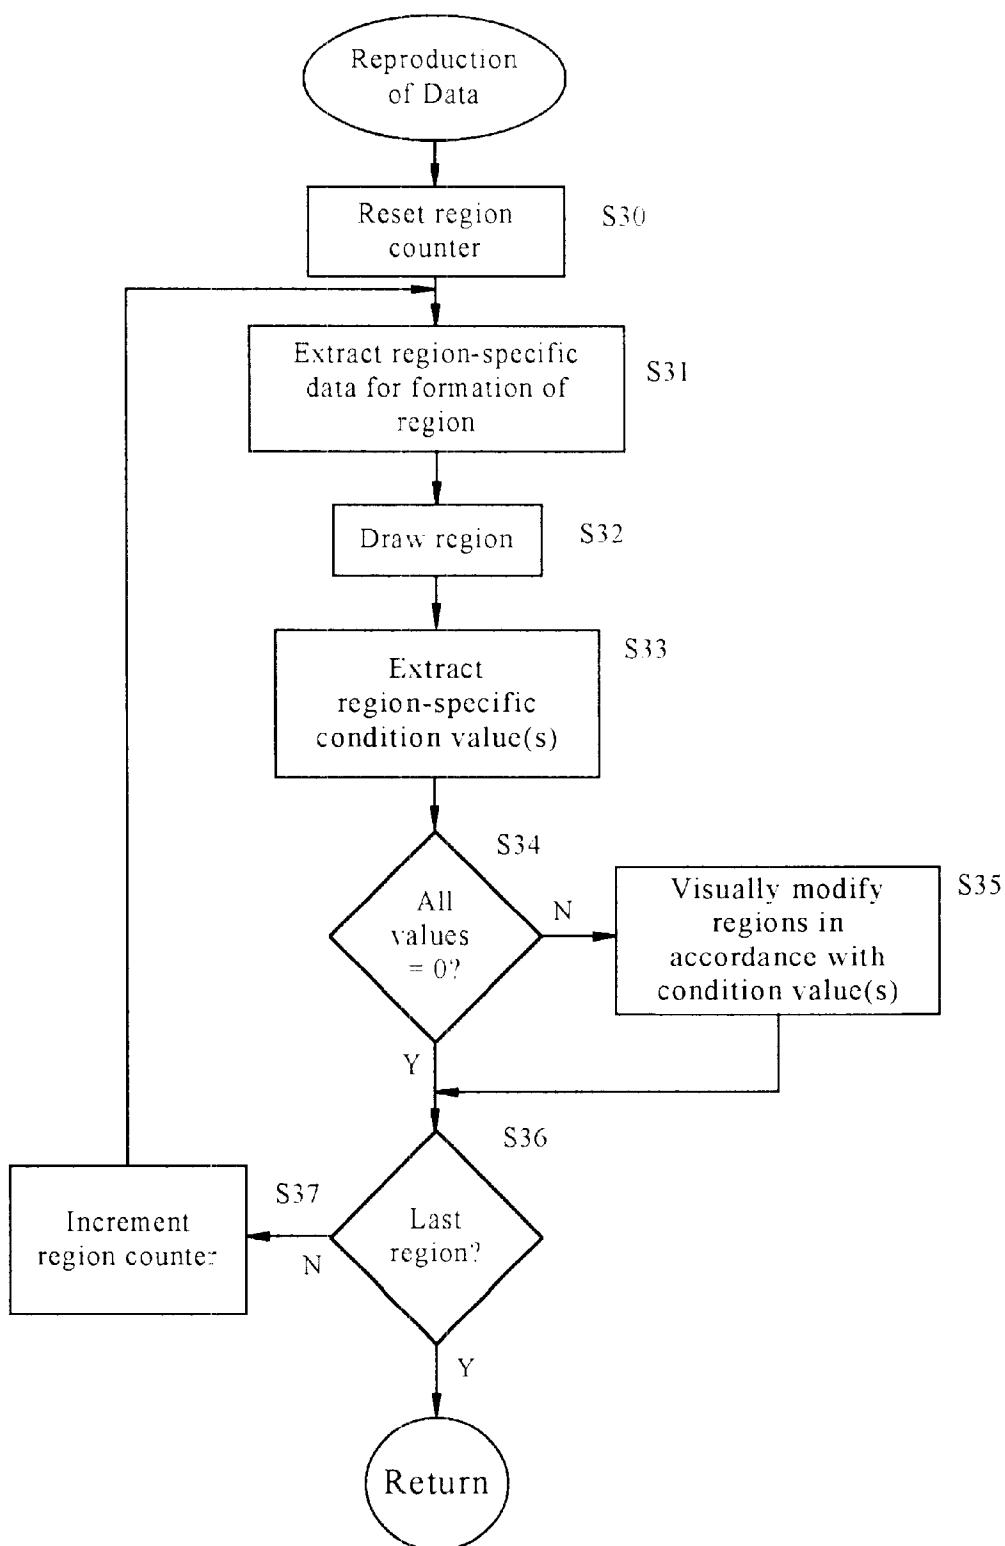 Reproduction
of Data
Reset region
counter
S30
Extract region-specific
data for formation of
region
S31
Draw region
S32
Extract
region-specific
condition value(s)
S33
S34
All
values
= 0?
N
Visually modify
regions in
accordance with
condition value(s)
S35
Y
S36
Last
region?
N
S37
Increment
region counter
Y
Return